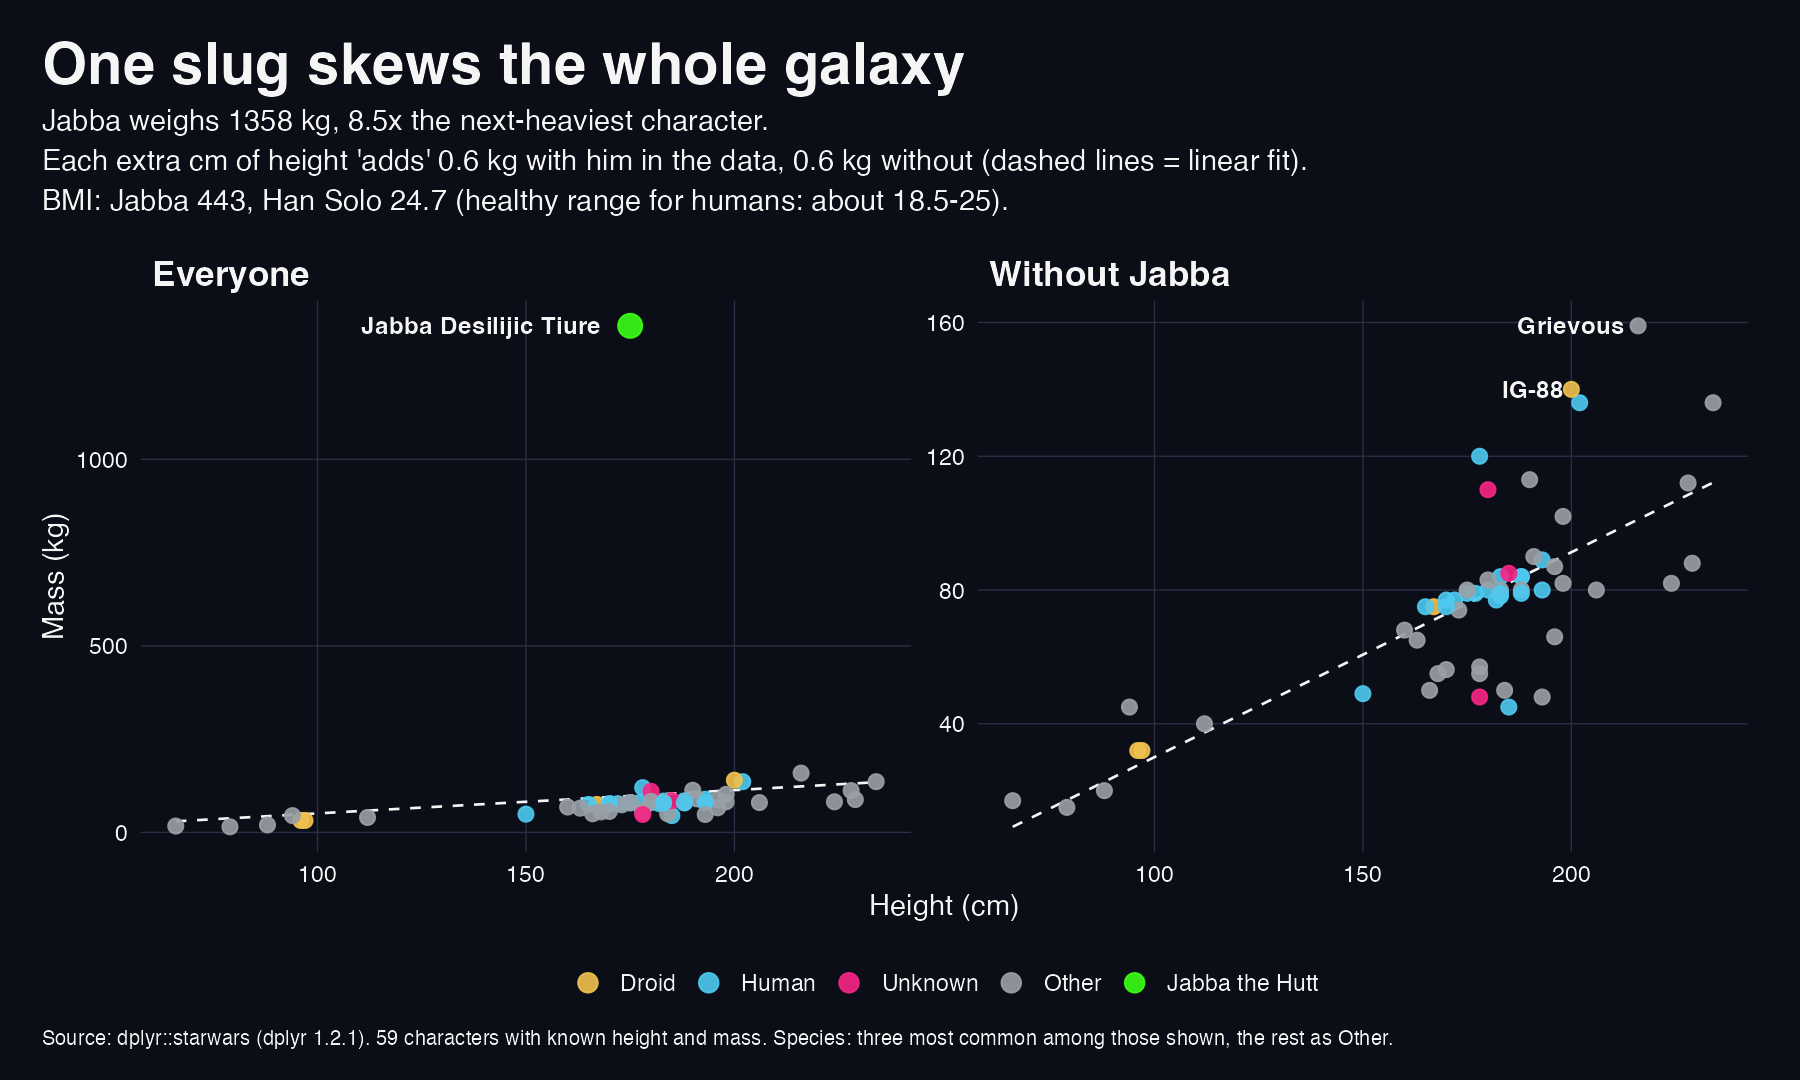 One slug skews the whole galaxy
Jabba weighs 1358 kg, 8.5x the next-heaviest character.
Each extra cm of height 'adds' 0.6 kg with him in the data, 0.6 kg without (dashed lines = linear fit).
BMI: Jabba 443, Han Solo 24.7 (healthy range for humans: about 18.5-25).
Everyone
Jabba Desilijic Tiure
Mass (kg)
1000
500
0
100 150 200
Without Jabba
Grievous
IG-88
160
120
80
40
100 150 200
Height (cm)
Droid Human Unknown Other Jabba the Hutt
Source: dplyr::starwars (dplyr 1.2.1). 59 characters with known height and mass. Species: three most common among those shown, the rest as Other.